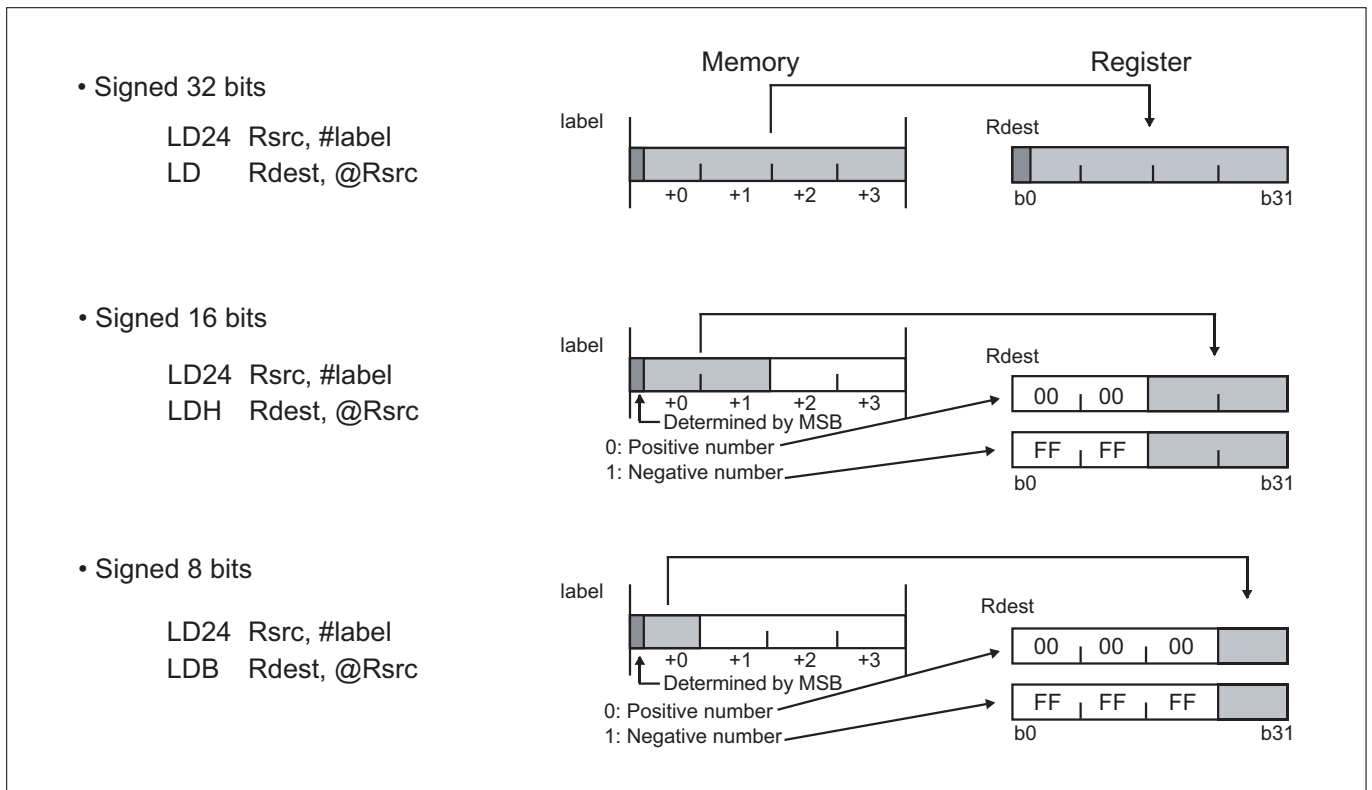 Memory Register
• Signed 32 bits
LD24 Rsrc, #label
LD Rdest, @Rsrc
label
+0 +1 +2 +3
Rdest
b0 b31
• Signed 16 bits
LD24 Rsrc, #label
LDH Rdest, @Rsrc
label
+0 +1 +2 +3
Determined by MSB
0: Positive number
1: Negative number
Rdest
00 00
FF FF
b0 b31
• Signed 8 bits
LD24 Rsrc, #label
LDB Rdest, @Rsrc
label
+0 +1 +2 +3
Determined by MSB
0: Positive number
1: Negative number
Rdest
00 00 00
FF FF FF
b0 b31